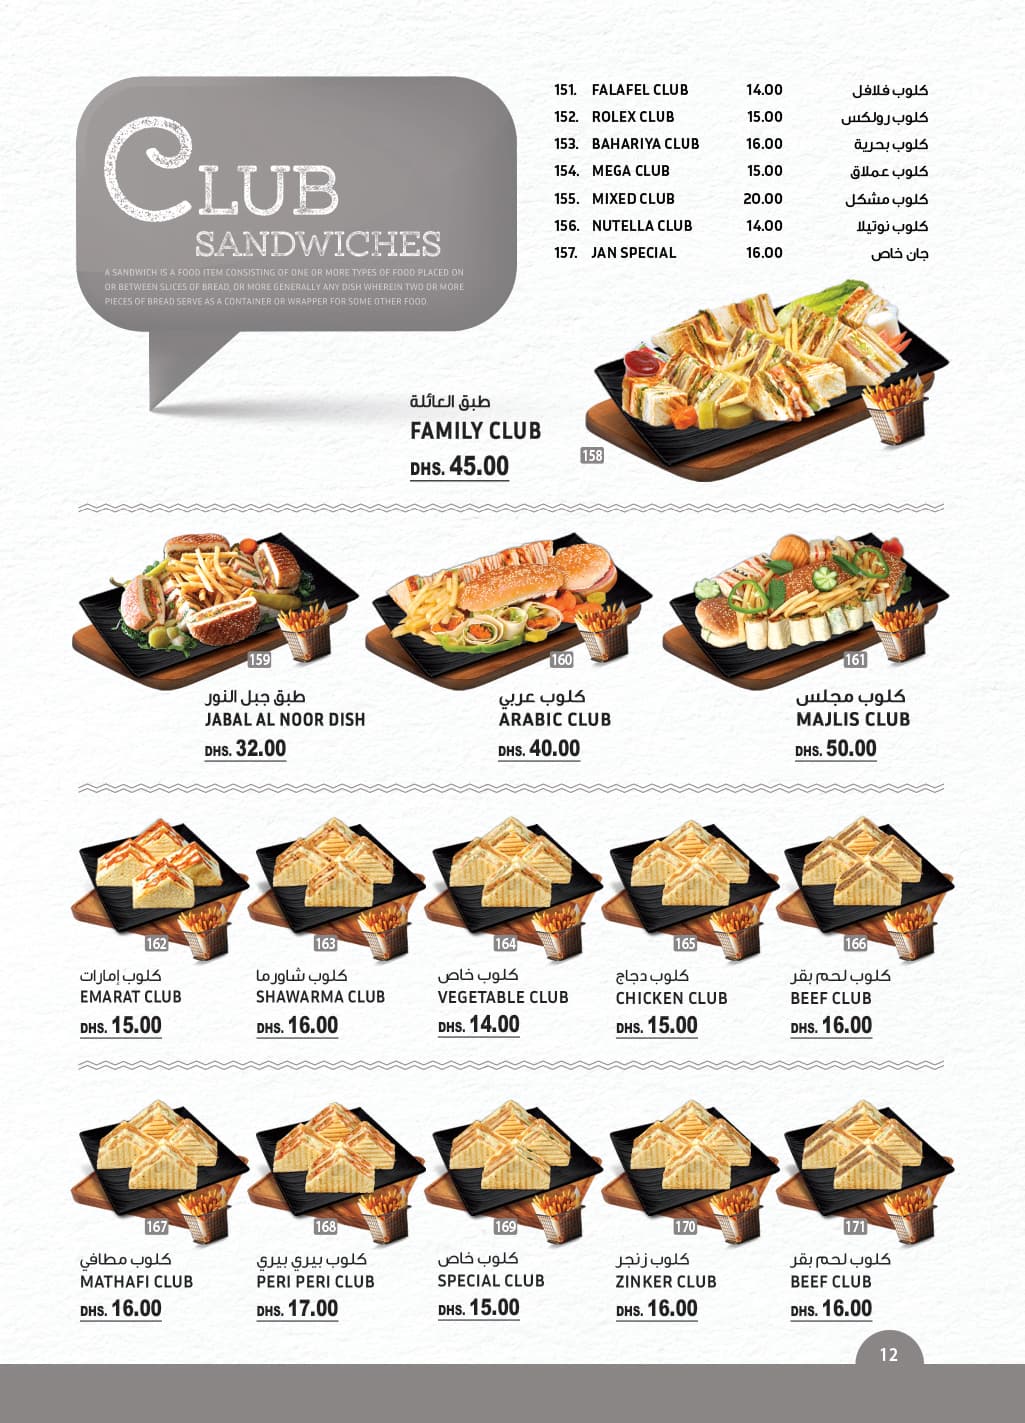 CLUB
SANDWICHES
A SANDWICH IS A FOOD ITEM CONSISTING OF ONE OR MORE TYPES OF FOOD PLACED ON
OR BETWEEN SLICES OF BREAD, OR MORE GENERALLY ANY DISH WHEREIN TWO OR MORE
PIECES OF BREAD SERVE AS A CONTAINER OR WRAPPER FOR SOME OTHER FOOD.
151. FALAFEL CLUB 14.00 كلوب فلافل
152. ROLEX CLUB 15.00 كلوب رولكس
153. BAHARIYA CLUB 16.00 كلوب بحرية
154. MEGA CLUB 15.00 كلوب عملاق
155. MIXED CLUB 20.00 كلوب مشكل
156. NUTELLA CLUB 14.00 كلوب نوتيلا
157. JAN SPECIAL 16.00 جان خاص
طبق العائلة
FAMILY CLUB
DHS. 45.00
158
159
طبق جبل النور
JABAL AL NOOR DISH
DHS. 32.00
160
كلوب عربي
ARABIC CLUB
DHS. 40.00
161
كلوب مجلس
MAJLIS CLUB
DHS. 50.00
162
كلوب إمارات
EMARAT CLUB
DHS. 15.00
163
كلوب شاورما
SHAWARMA CLUB
DHS. 16.00
164
كلوب خاص
VEGETABLE CLUB
DHS. 14.00
165
كلوب دجاج
CHICKEN CLUB
DHS. 15.00
166
كلوب لحم بقر
BEEF CLUB
DHS. 16.00
167
كلوب مطافي
MATHAFI CLUB
DHS. 16.00
168
كلوب بيري بيري
PERI PERI CLUB
DHS. 17.00
169
كلوب خاص
SPECIAL CLUB
DHS. 15.00
170
كلوب زنجر
ZINKER CLUB
DHS. 16.00
171
كلوب لحم بقر
BEEF CLUB
DHS. 16.00
12